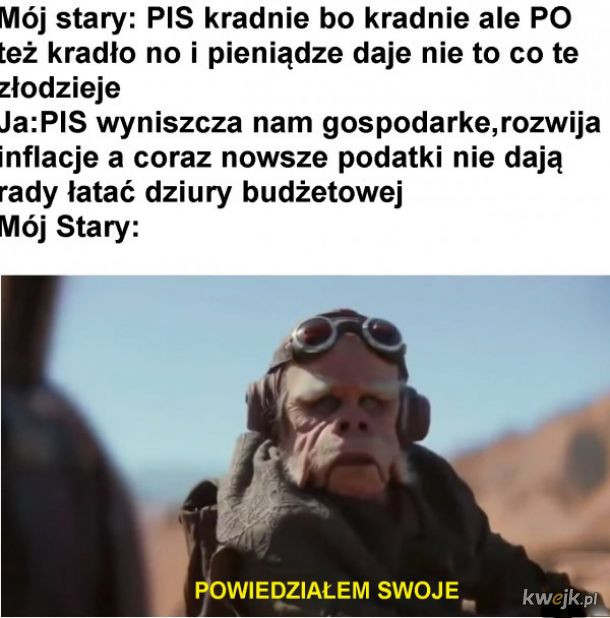 Mój stary: PIS kradnie bo kradnie ale PO
też kradło no i pieniądze daje nie to co te
złodzieje
Ja:PIS wyniszcza nam gospodarke,rozwija
inflacje a coraz nowsze podatki nie dają
rady łatać dziury budżetowej
Mój Stary:
POWIEDZIAŁEM SWOJE
kwejk.pl